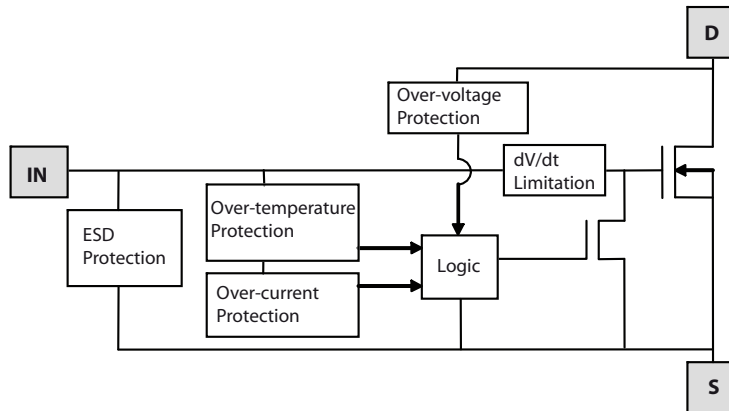 D
Over-voltage
Protection
IN
dV/dt
Limitation
Over-temperature
Protection
ESD
Protection
Logic
Over-current
Protection
S